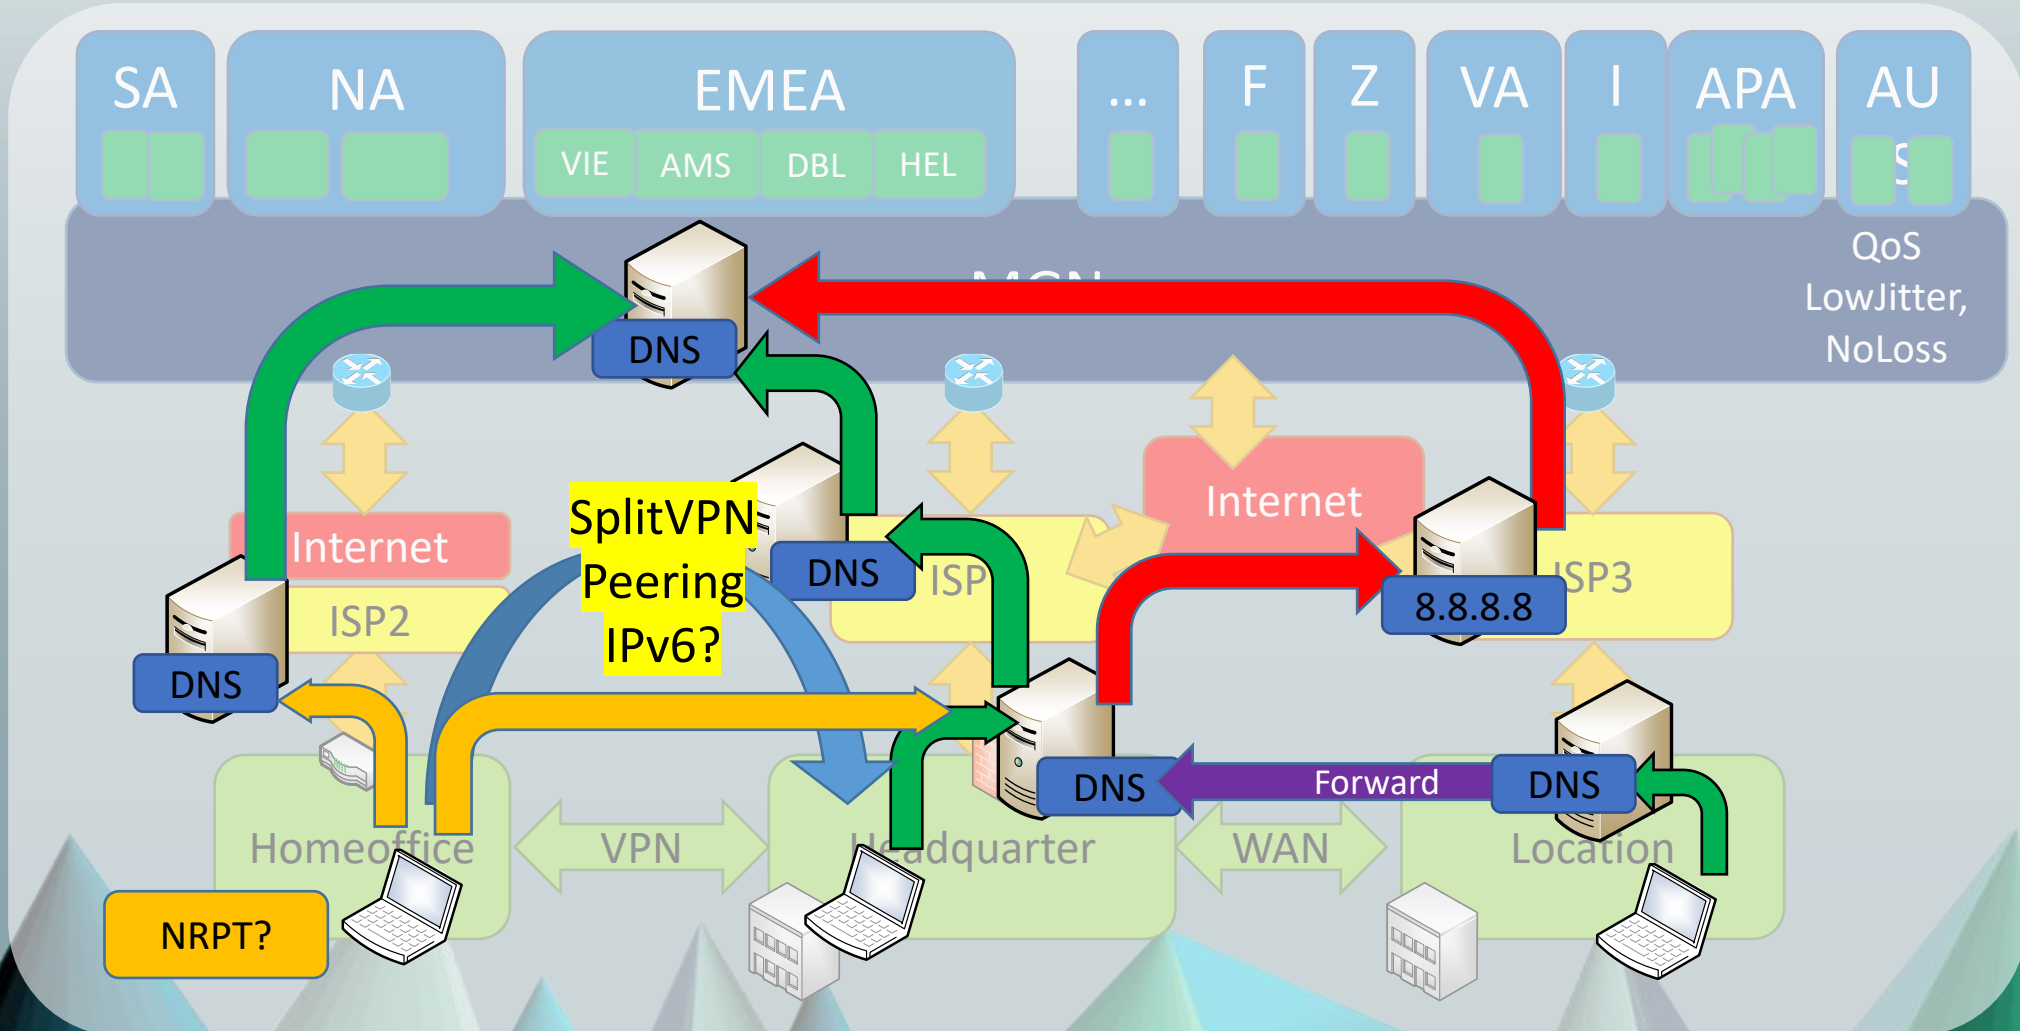 SA
NA
EMEA
...
F
Z
VA
I
APA
AU
S
VIE
AMS
DBL
HEL
QoS
LowJitter,
NoLoss
DNS
Internet
SplitVPN
Peering
IPv6?
Internet
DNS
ISP
ISP3
8.8.8.8
ISP2
DNS
DNS
Forward
DNS
Homeoffice
VPN
Headquarter
WAN
Location
NRPT?